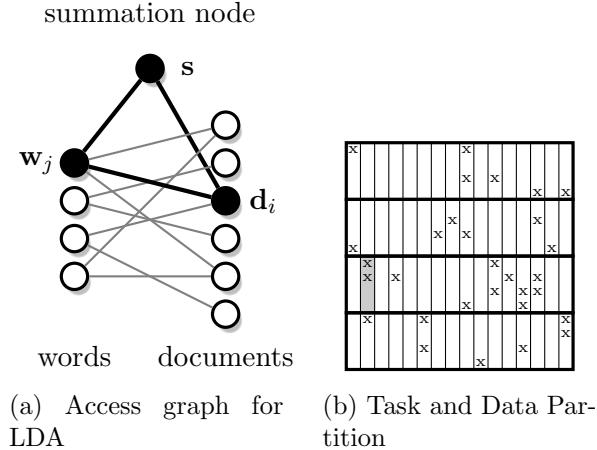 summation node
s
w_j
d_i
words documents
(a) Access graph for
LDA
x x
x x
x x
x x
x x
x x
x x
x x x x
x x x
x x
x x x
x
x x
x
(b) Task and Data Par-
tition